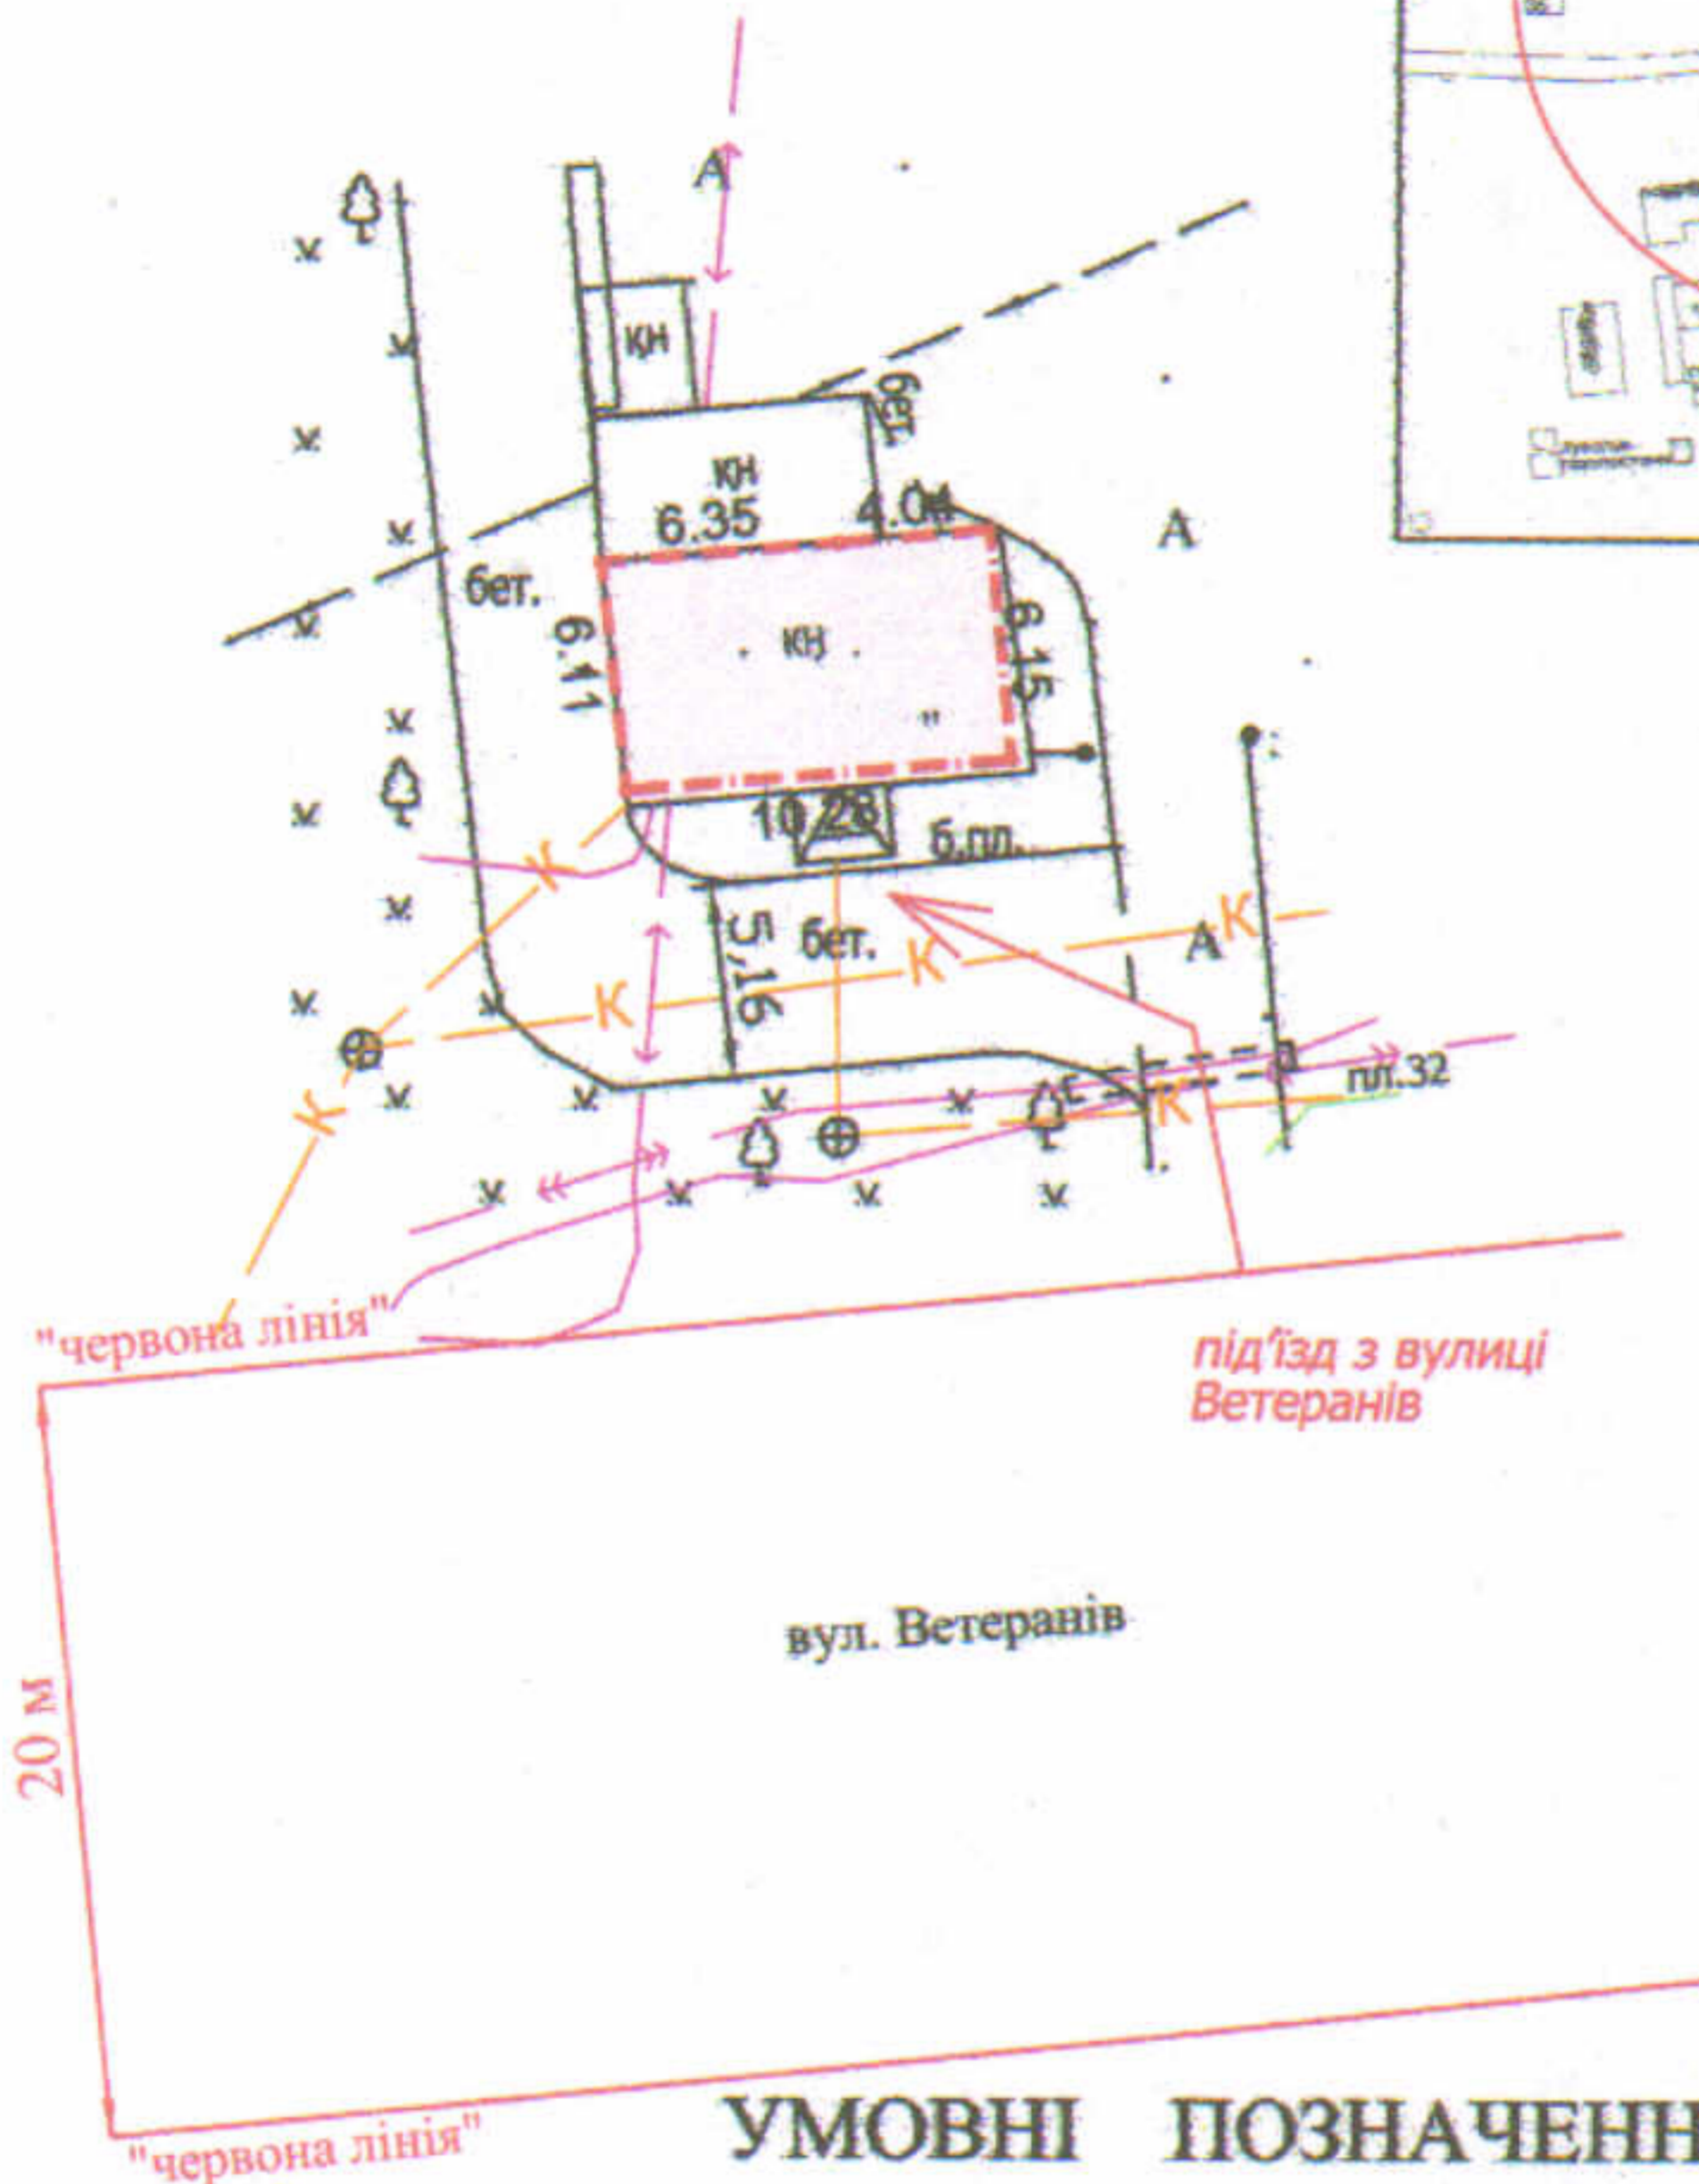 А
КН
бет.
КН
6.35
4.04
А
бет.
6.11
КН
6.15
10.28
б.пл.
К
5,16
бет.
К
К
К
А
К
К
пл.32
"червона лінія"
під'їзд з вулиці
Ветеранів
вул. Ветеранів
20 м
"червона лінія"
УМОВНІ ПОЗНАЧЕНН